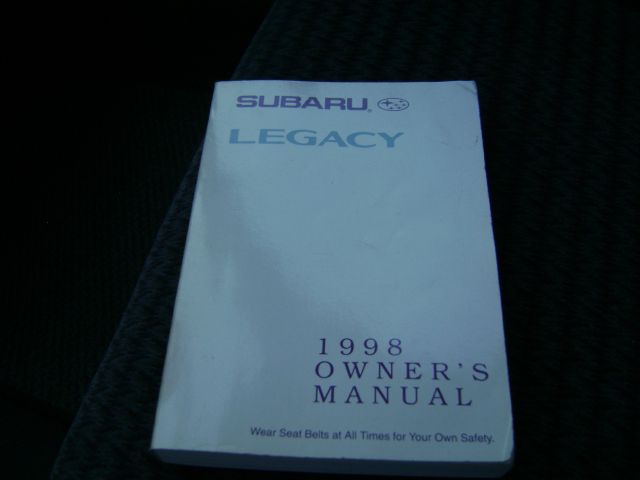 SUBARU®
LEGACY
1998
OWNER'S
MANUAL
Wear Seat Belts at All Times for Your Own Safety.